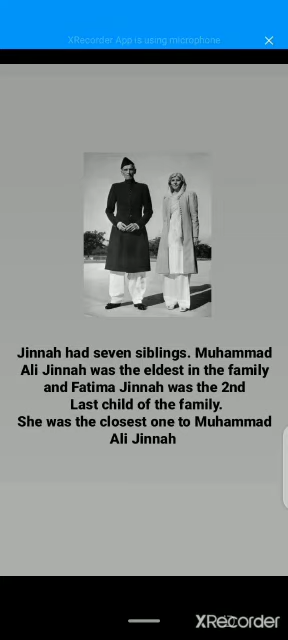 XRecorder App is using microphone
Jinnah had seven siblings. Muhammad
Ali Jinnah was the eldest in the family
and Fatima Jinnah was the 2nd
Last child of the family.
She was the closest one to Muhammad
Ali Jinnah
XRecorder